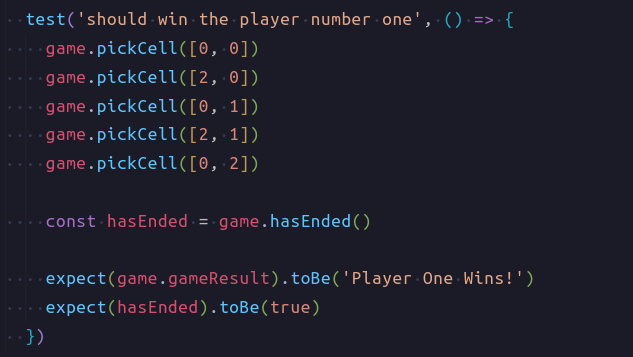 test('should win the player number one', () => {
game.pickCell([0, 0])
game.pickCell([2, 0])
game.pickCell([0, 1])
game.pickCell([2, 1])
game.pickCell([0, 2])
const hasEnded = game.hasEnded()
expect(game.gameResult).toBe('Player One Wins!')
expect(hasEnded).toBe(true)
})